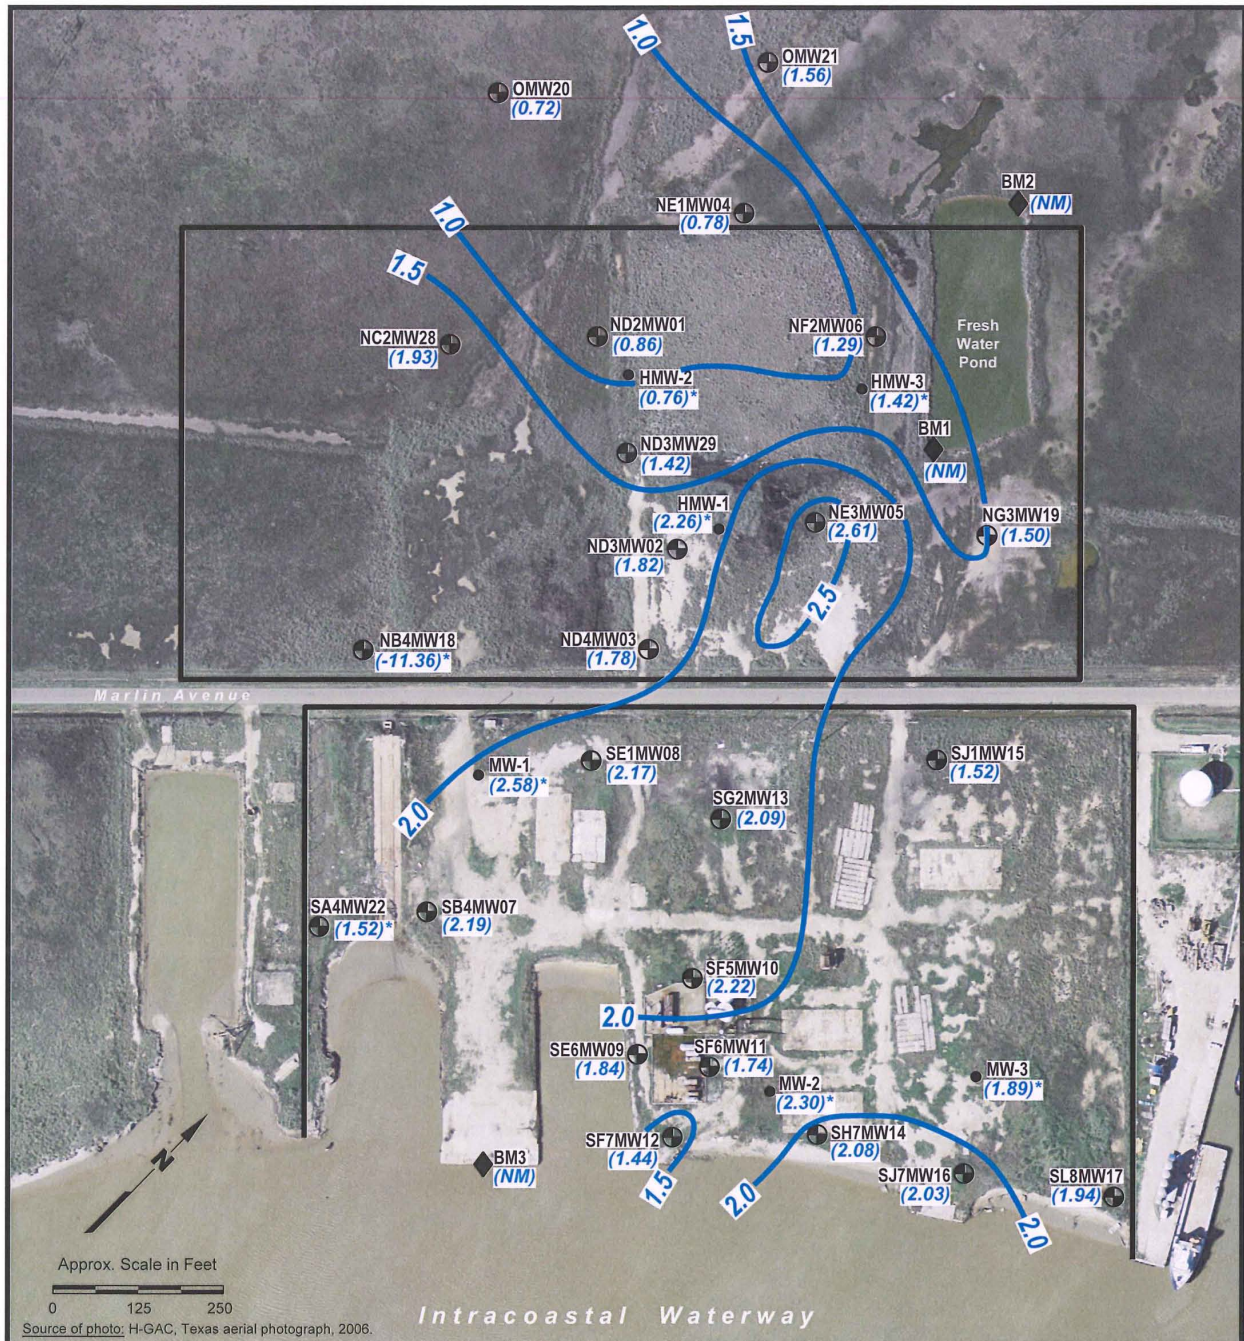 1.0
1.5
OMW21
(1.56)
OMW20
(0.72)
BM2
(NM)
NE1MW04
(0.78)
1.0
1.5
ND2MW01
(0.86)
NC2MW28
(1.93)
NF2MW06
(1.29)
Fresh
Water
Pond
HMW-2
(0.76)*
HMW-3
(1.42)*
BM1
(NM)
ND3MW29
(1.42)
HMW-1
(2.26)*
NE3MW05
(2.61)
NG3MW19
(1.50)
ND3MW02
(1.82)
2.5
NB4MW18
(-11.36)*
ND4MW03
(1.78)
Marlin Avenue
SE1MW08
(2.17)
MW-1
(2.58)*
SJ1MW15
(1.52)
SG2MW13
(2.09)
2.0
SA4MW22
(1.52)*
SB4MW07
(2.19)
SF5MW10
(2.22)
2.0
SE6MW09
(1.84)
SF6MW11
(1.74)
MW-2
(2.30)*
MW-3
(1.89)*
SF7MW12
(1.44)
SH7MW14
(2.08)
BM3
(NM)
1.5
2.0
SJ7MW16
(2.03)
SL8MW17
(1.94)
2.0
N
Approx. Scale in Feet
0 125 250
Source of photo: H-GAC, Texas aerial photograph, 2006.
Intracoastal Waterway